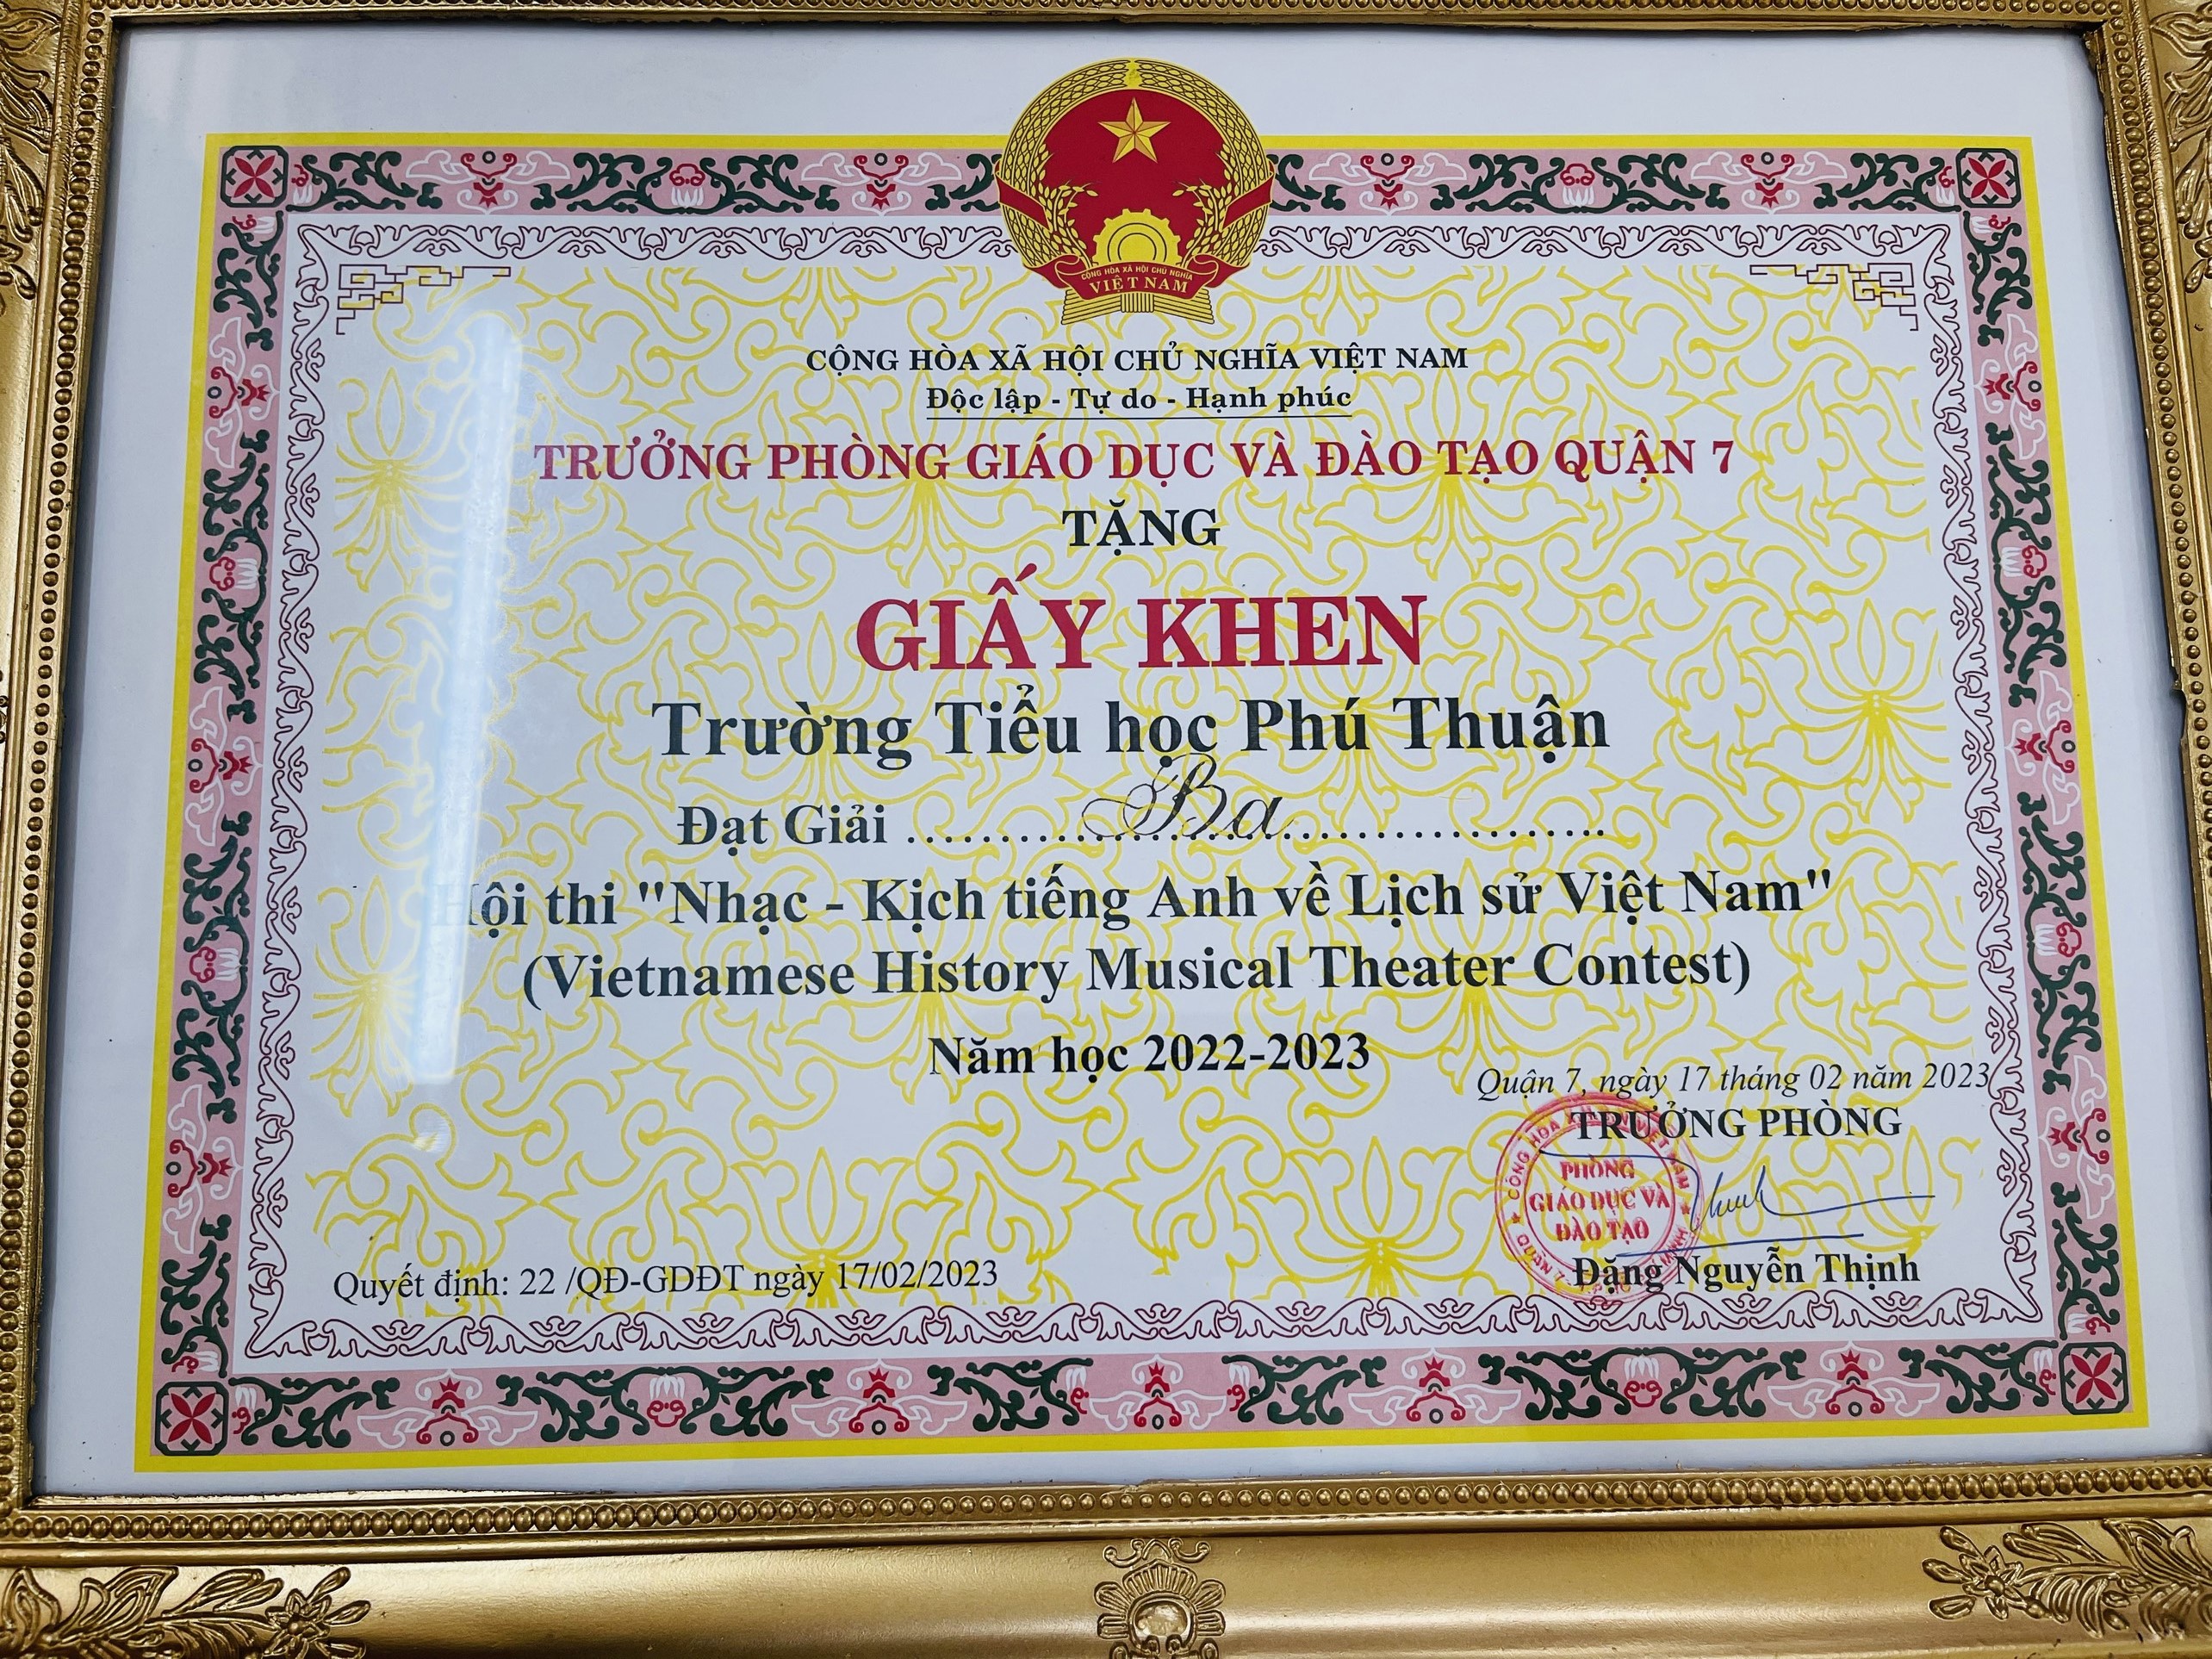 CỘNG HÒA XÃ HỘI CHỦ NGHĨA
VIỆT NAM
CỘNG HÒA XÃ HỘI CHỦ NGHĨA VIỆT NAM
Độc lập - Tự do - Hạnh phúc
TRƯỞNG PHÒNG GIÁO DỤC VÀ ĐÀO TẠO QUẬN 7
TẶNG
GIẤY KHEN
Trường Tiểu học Phú Thuận
Đạt Giải ........Ba........
Hội thi "Nhạc - Kịch tiếng Anh về Lịch sử Việt Nam"
(Vietnamese History Musical Theater Contest)
Năm học 2022-2023
Quận 7, ngày 17 tháng 02 năm 2023
TRƯỞNG PHÒNG
PHÒNG
GIÁO DỤC VÀ
ĐÀO TẠO
Đặng Nguyễn Thịnh
Quyết định: 22 /QĐ-GDĐT ngày 17/02/2023